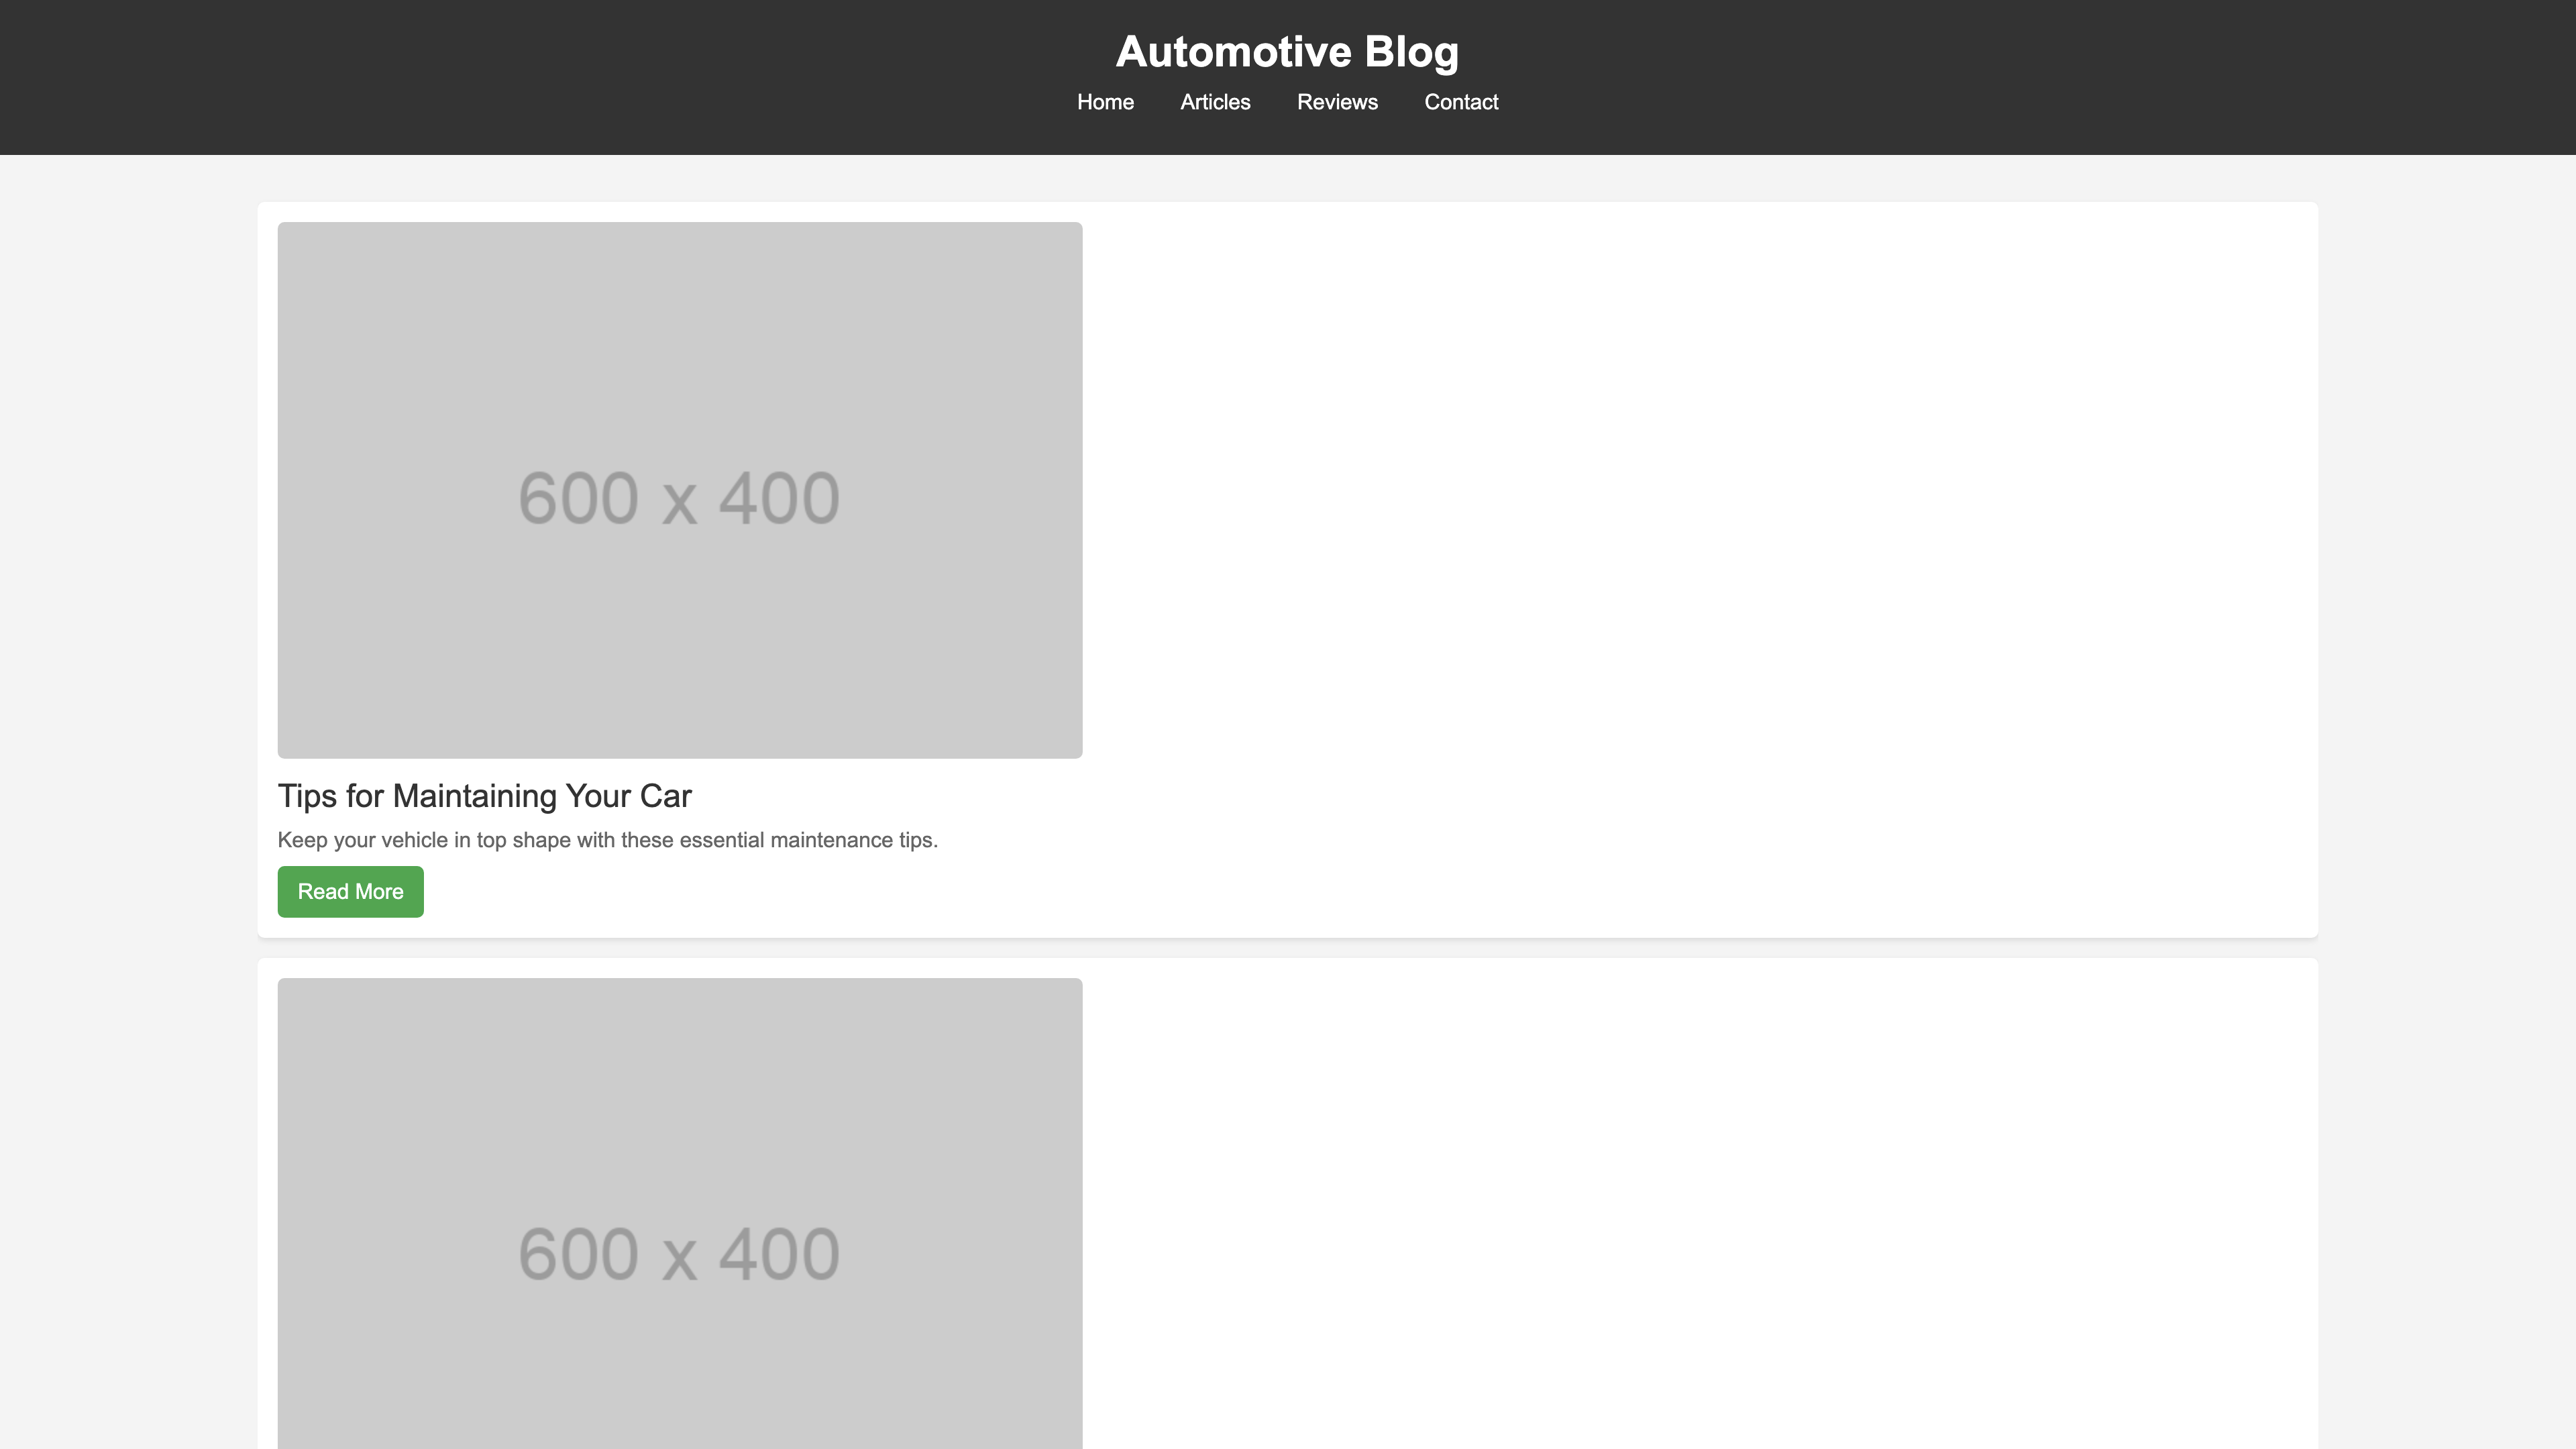 Automotive Blog
Home Articles Reviews Contact
600 x 400
Tips for Maintaining Your Car
Keep your vehicle in top shape with these essential maintenance tips.
Read More
600 x 400